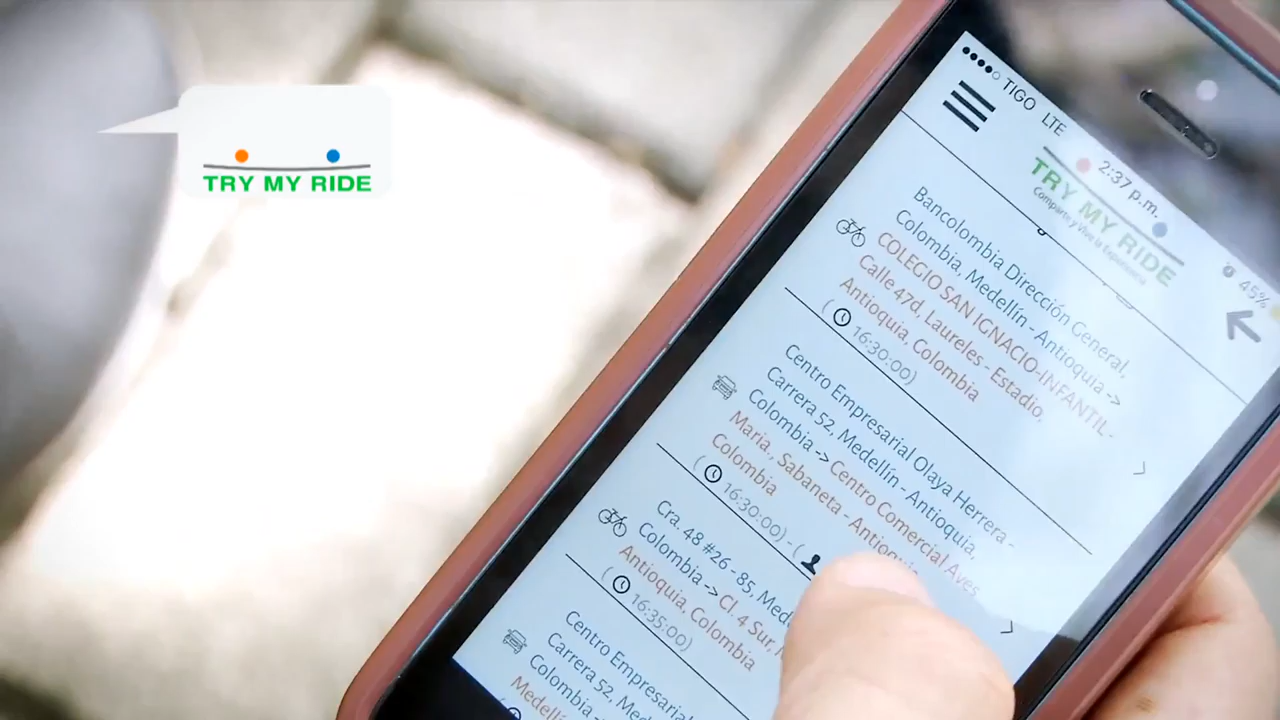 TRY MY RIDE
TIGO LTE
2:37 p.m.
45%
TRY MY RIDE
Comparte y Vive la Experiencia
Bancolombia Dirección General,
Colombia, Medellín - Antioquia ->
COLEGIO SAN IGNACIO-INFANTIL -
Calle 47d, Laureles - Estadio,
Antioquia, Colombia
( 16:30:00)
Centro Empresarial Olaya Herrera -
Carrera 52, Medellín - Antioquia,
Colombia -> Centro Comercial Aves
Maria., Sabaneta - Antioquia,
Colombia
( 16:30:00) - (
Cra. 48 #26 - 85, Med
Colombia -> Cl. 4 Sur,
Antioquia, Colombia
( 16:35:00)
Centro Empresarial
Carrera 52, Med
Colombia -